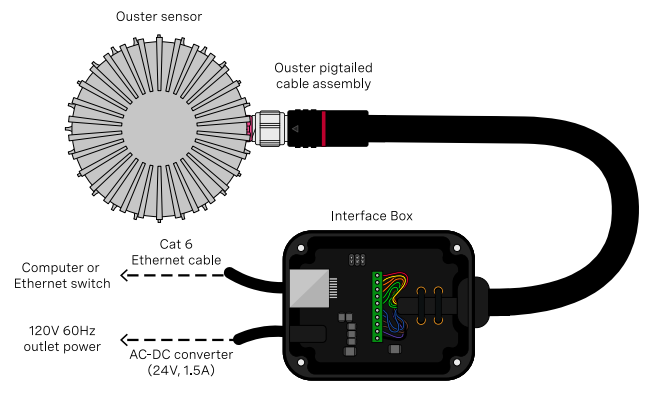 Ouster sensor
Ouster pigtailed
cable assembly
Interface Box
Cat 6
Ethernet cable
Computer or
Ethernet switch
120V 60Hz
outlet power
AC-DC converter
(24V, 1.5A)